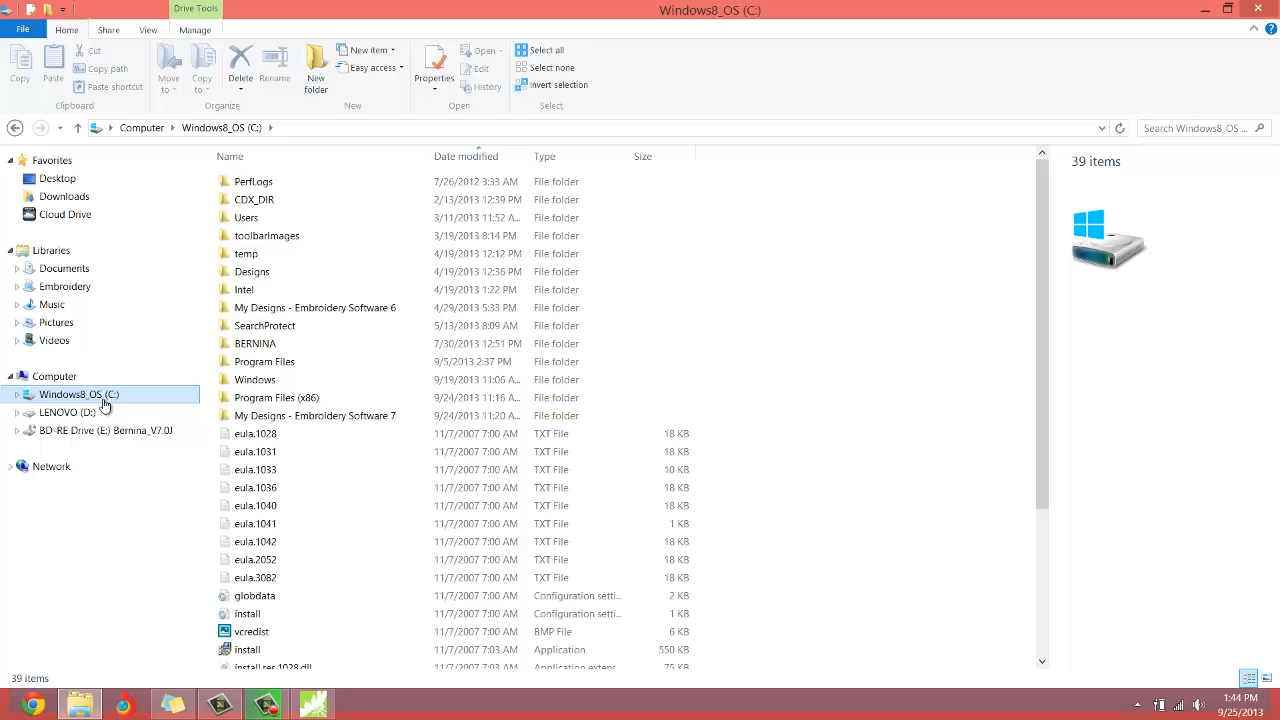 Drive Tools
Windows8_OS (C:)
File Home Share View Manage
Copy Paste Cut Copy path Paste shortcut
Clipboard
Move to Copy to Delete Rename
Organize
New folder New item Easy access
New
Properties Open Edit History
Open
Select all
Select none
Invert selection
Select
Computer Windows8_OS (C:)
Search Windows8_OS ...
Favorites
Desktop
Downloads
Cloud Drive
Libraries
Documents
Embroidery
Music
Pictures
Videos
Computer
Windows8_OS (C:)
LENOVO (D:)
BD-RE Drive (E:) Bernina_V7.0J
Network
Name Date modified Type Size
PerfLogs 7/26/2012 3:33 AM File folder
CDX_DIR 2/13/2013 12:39 PM File folder
Users 3/11/2013 11:52 A... File folder
toolbarImages 3/19/2013 8:14 PM File folder
temp 4/19/2013 12:12 PM File folder
Designs 4/19/2013 12:36 PM File folder
Intel 4/19/2013 1:22 PM File folder
My Designs - Embroidery Software 6 4/29/2013 5:33 PM File folder
SearchProtect 5/13/2013 8:09 AM File folder
BERNINA 7/30/2013 12:51 PM File folder
Program Files 9/5/2013 2:37 PM File folder
Windows 9/19/2013 11:06 A... File folder
Program Files (x86) 9/24/2013 11:16 A... File folder
My Designs - Embroidery Software 7 9/24/2013 11:20 A... File folder
eula.1028 11/7/2007 7:00 AM TXT File 18 KB
eula.1031 11/7/2007 7:00 AM TXT File 18 KB
eula.1033 11/7/2007 7:00 AM TXT File 10 KB
eula.1036 11/7/2007 7:00 AM TXT File 18 KB
eula.1040 11/7/2007 7:00 AM TXT File 18 KB
eula.1041 11/7/2007 7:00 AM TXT File 1 KB
eula.1042 11/7/2007 7:00 AM TXT File 18 KB
eula.2052 11/7/2007 7:00 AM TXT File 18 KB
eula.3082 11/7/2007 7:00 AM TXT File 18 KB
globdata 11/7/2007 7:00 AM Configuration setti... 2 KB
install 11/7/2007 7:00 AM Configuration setti... 1 KB
vcredist 11/7/2007 7:00 AM BMP File 6 KB
install 11/7/2007 7:03 AM Application 550 KB
install.res.1028.dll 11/7/2007 7:03 AM Application extens... 75 KB
39 items
39 items
1:44 PM
9/25/2013